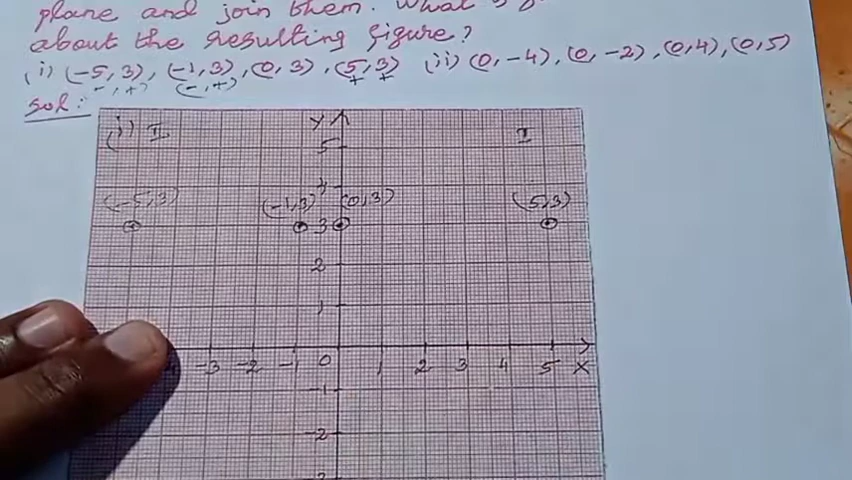 plane and join them. What
about the resulting figure?
(i) (-5, 3), (-1, 3), (0, 3), (5, 3) (ii) (0, -4), (0, -2), (0, 4), (0, 5)
-, + (-, +) + +
Sol:
(i) II Y I
5
4
(-5,3) (-1,3) (0,3) (5,3)
3
2
1
-3 -2 -1 0 1 2 3 4 5 X
-1
-2